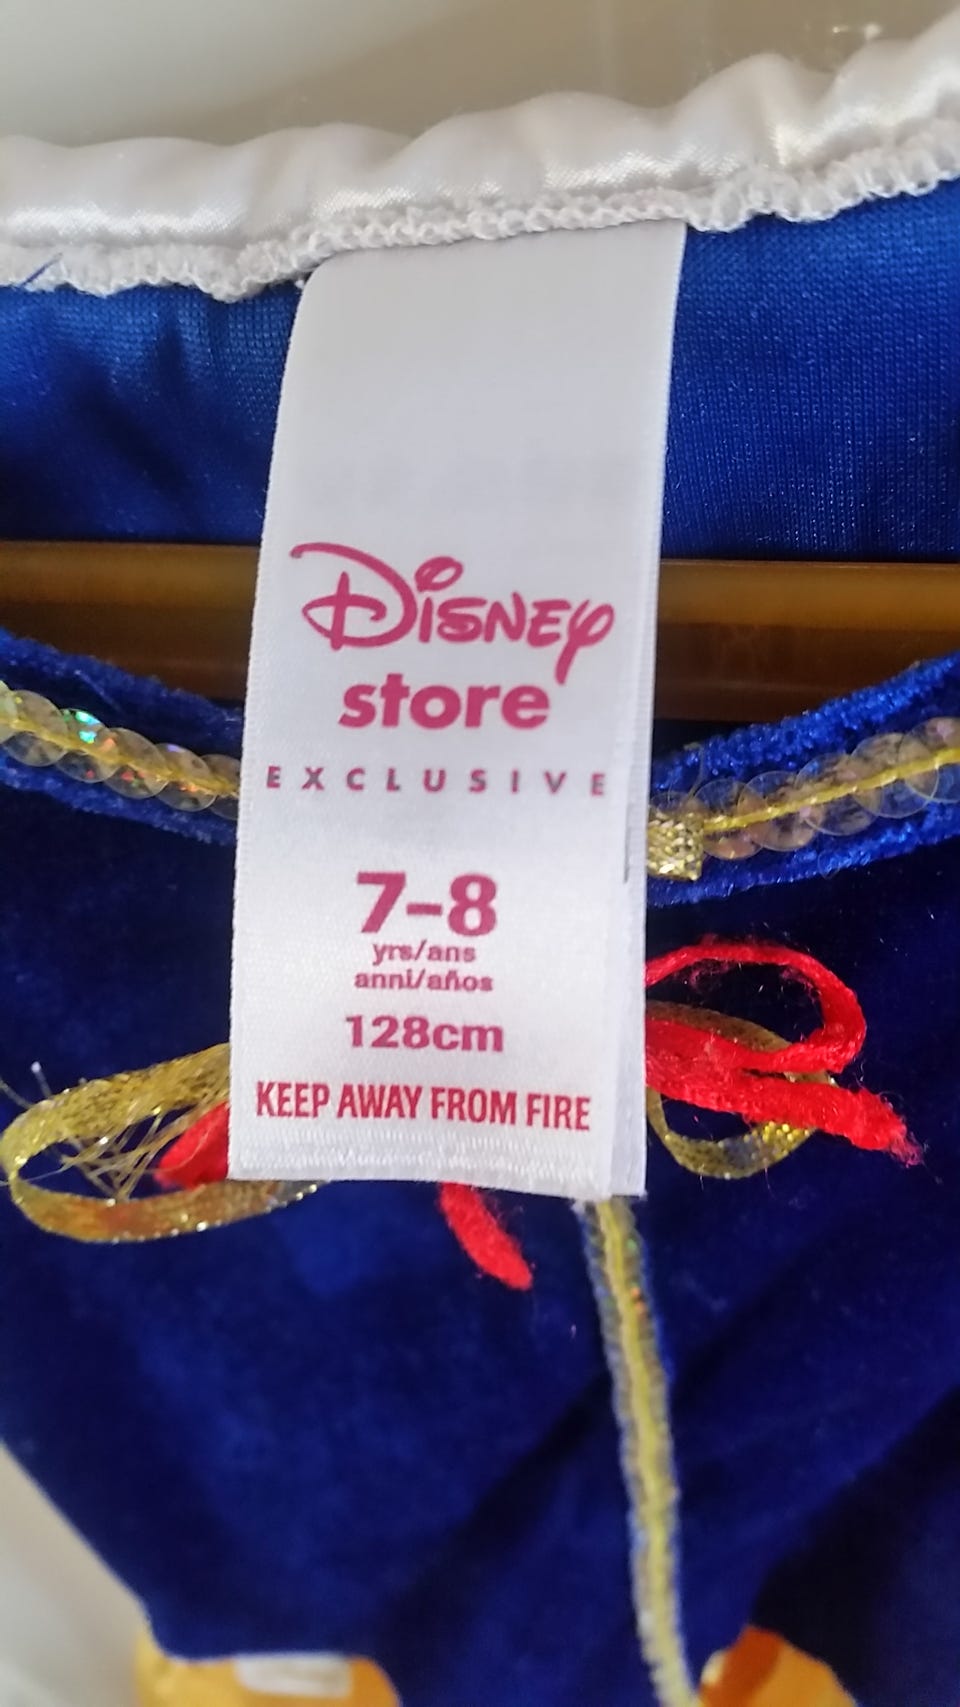 Disney
store
EXCLUSIVE
7-8
yrs/ans
anni/años
128cm
KEEP AWAY FROM FIRE